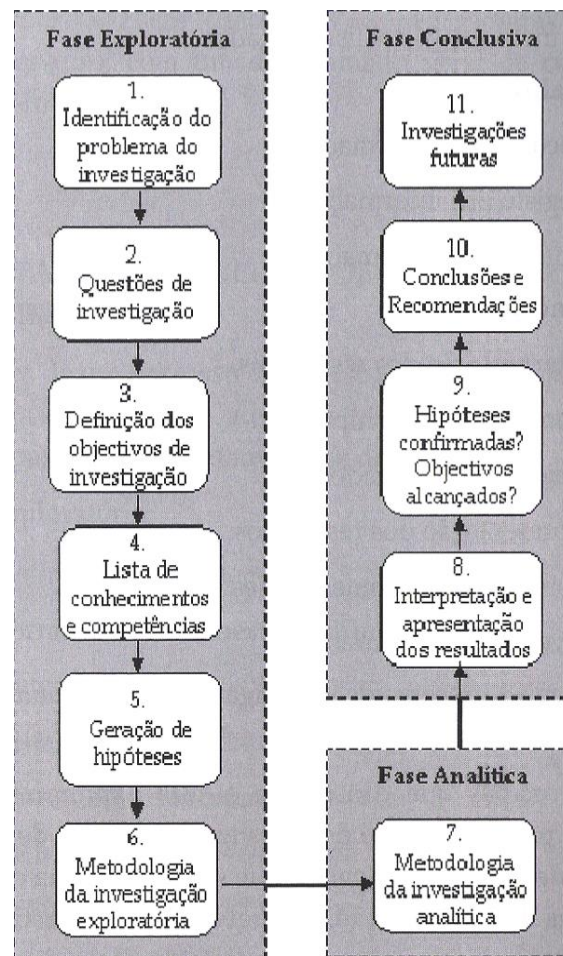 Fase Exploratória
1.
Identificação do
problema do
investigação
2.
Questões de
investigação
3.
Definição dos
objectivos de
investigação
4.
Lista de
conhecimentos
e competências
5.
Geração de
hipóteses
6.
Metodologia
da investigação
exploratória
Fase Analítica
7.
Metodologia
da investigação
analítica
Fase Conclusiva
8.
Interpretação e
apresentação
dos resultados
9.
Hipóteses
confirmadas?
Objectivos
alcançados?
10.
Conclusões e
Recomendações
11.
Investigações
futuras